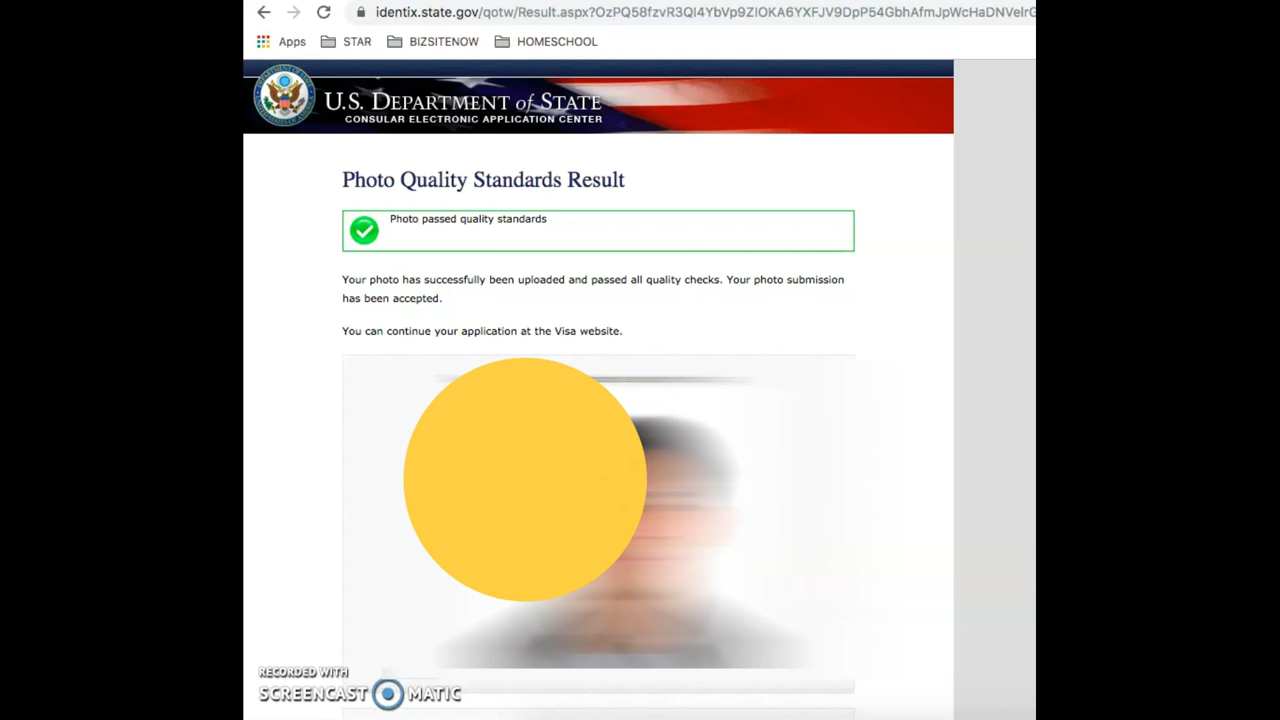 identix.state.gov/qotw/Result.aspx?OzPQ58fzvR3QI4YbVp9ZIOKA6YXFJV9DpP54GbhAfmJpWcHaDNVelrG
Apps STAR BIZSITENOW HOMESCHOOL
U.S. DEPARTMENT of STATE
CONSULAR ELECTRONIC APPLICATION CENTER
Photo Quality Standards Result
Photo passed quality standards
Your photo has successfully been uploaded and passed all quality checks. Your photo submission
has been accepted.
You can continue your application at the Visa website.
RECORDED WITH
SCREENCAST MATIC